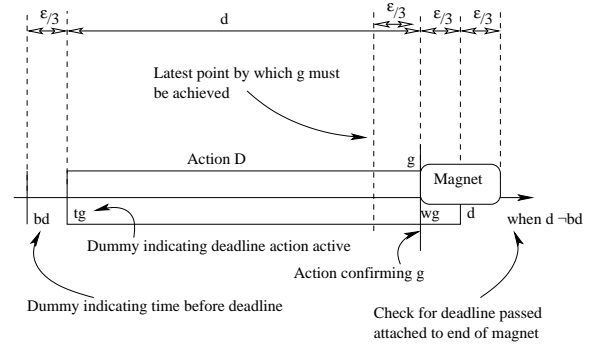 ε/3
ε/3
d
ε/3
ε/3
Latest point by which g must
be achieved
Action D
g
Magnet
bd
tg
wg
d
when d ¬bd
Dummy indicating deadline action active
Action confirming g
Dummy indicating time before deadline
Check for deadline passed
attached to end of magnet